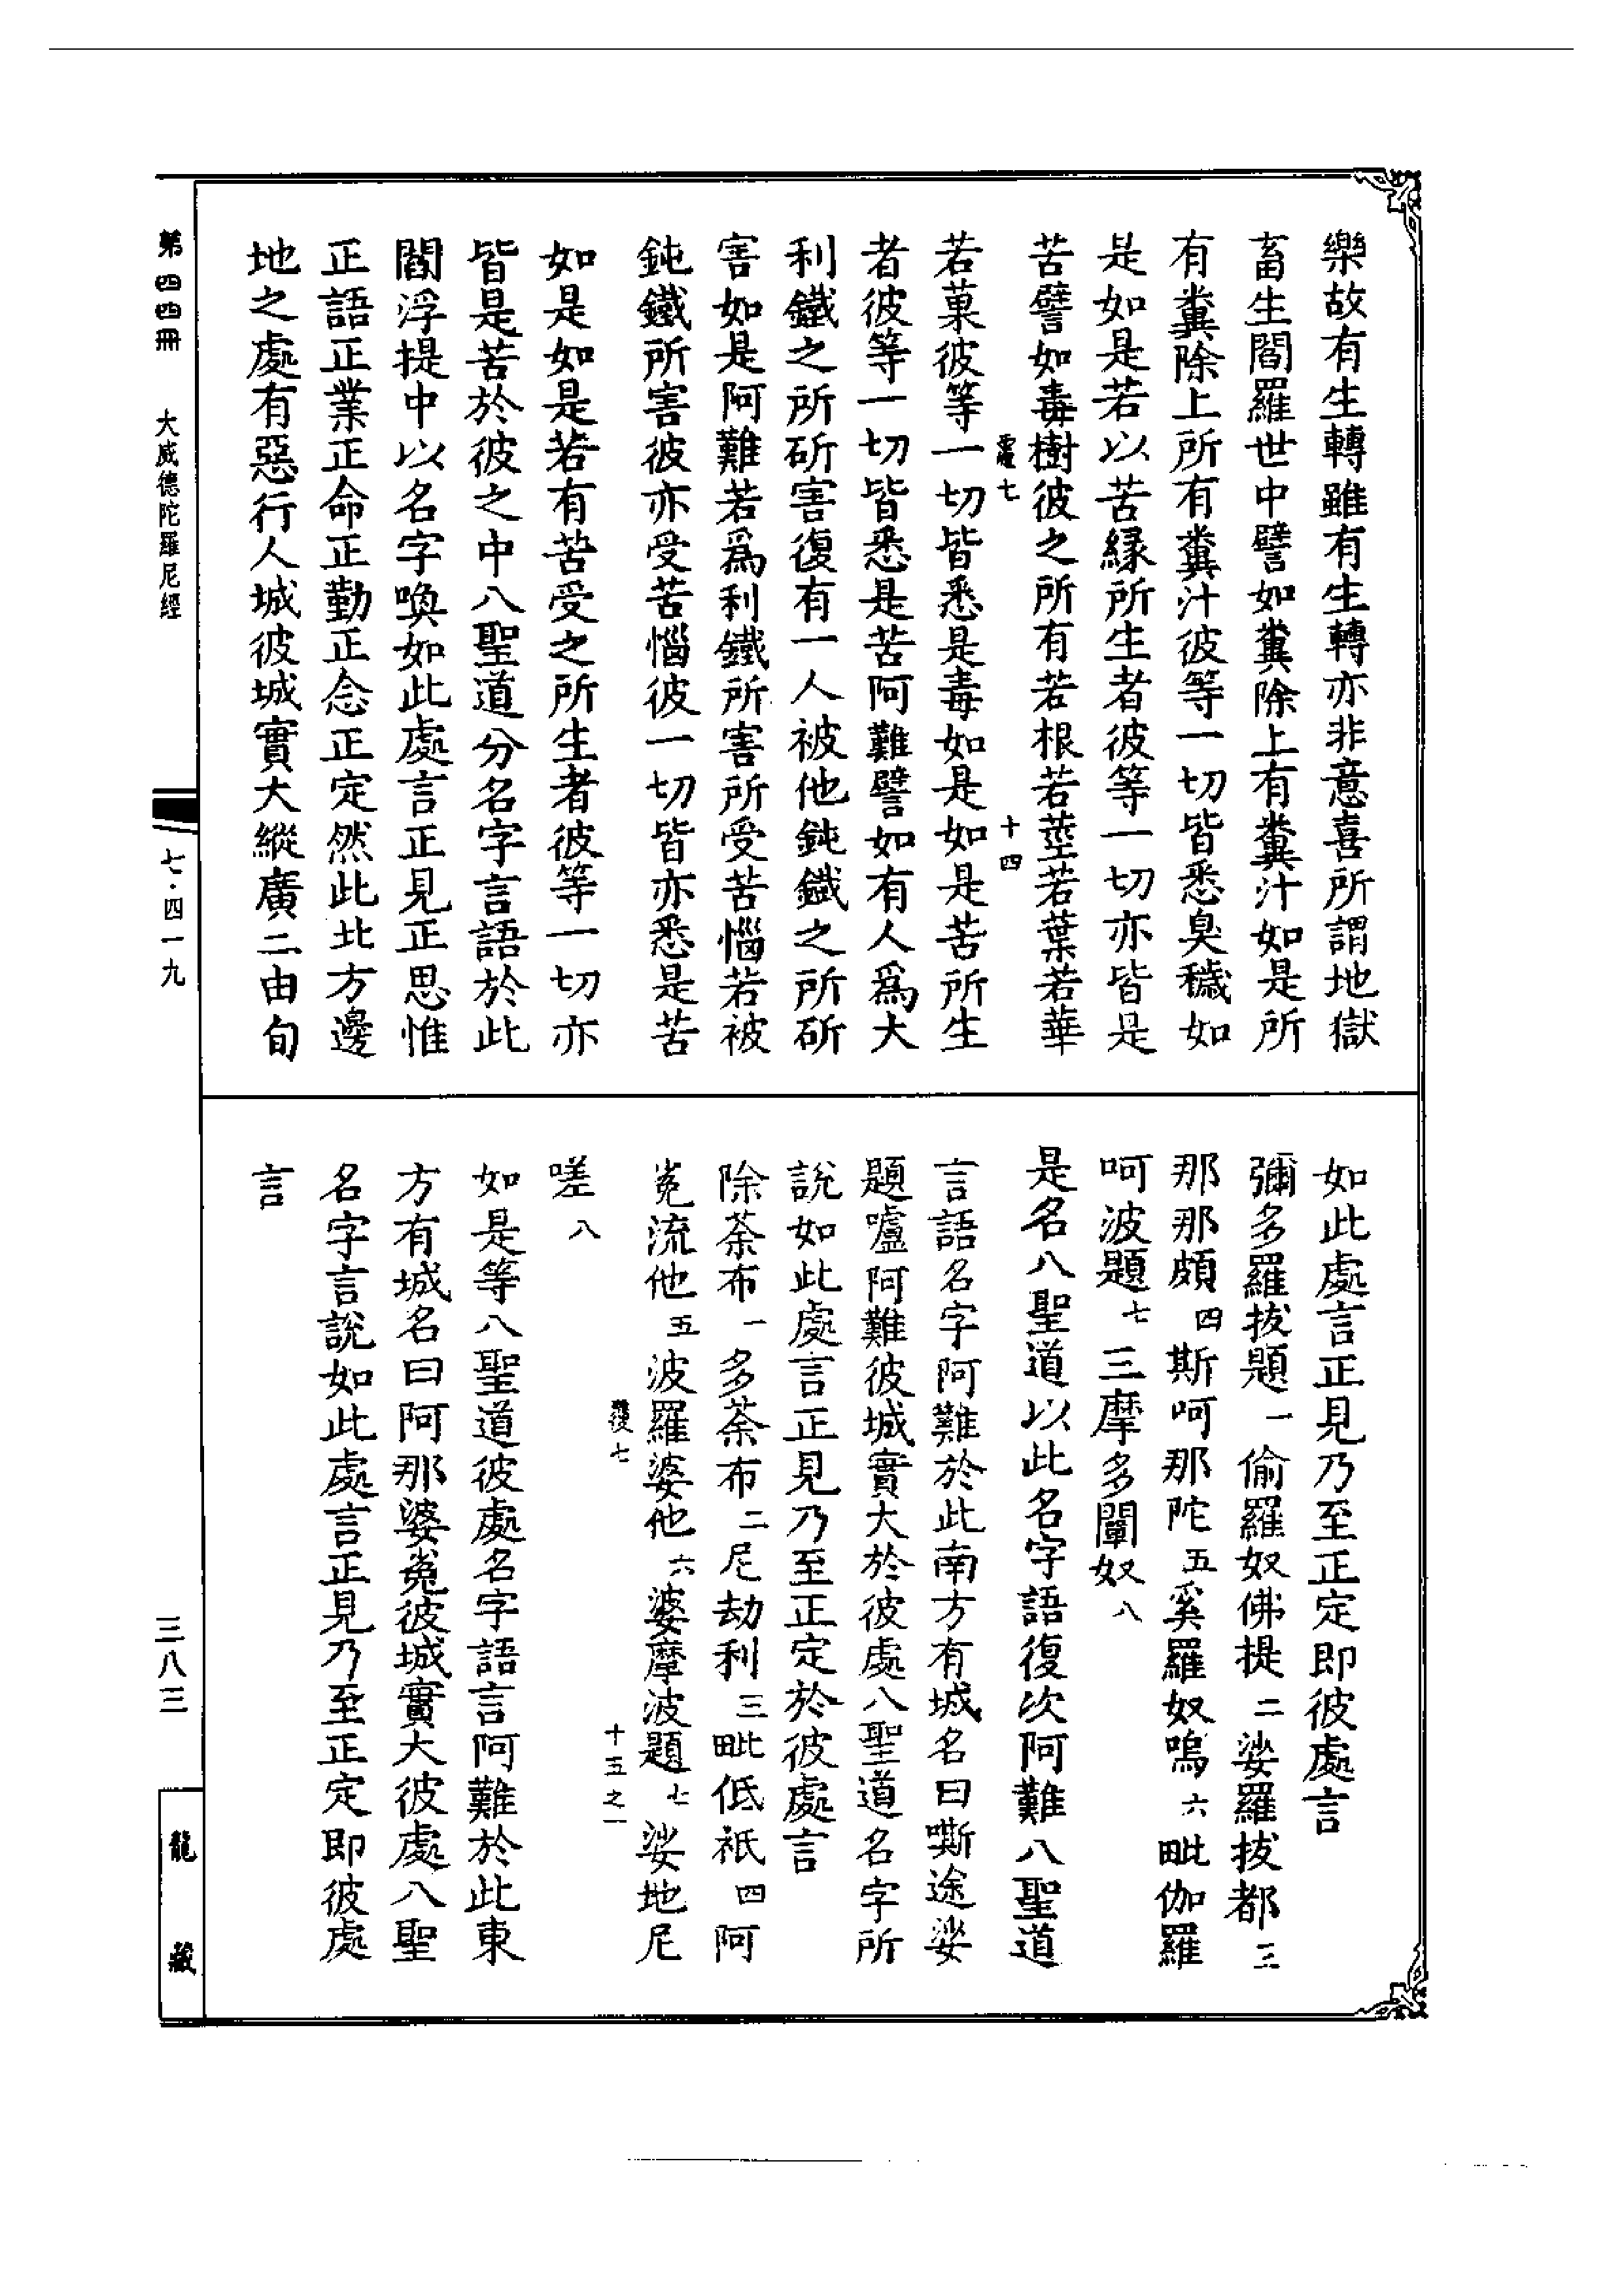 樂故有生轉雖有生轉亦非意喜所謂地獄
畜生閻羅世中譬如糞除上有糞汁如是所
有糞除上所有糞汁彼等一切皆悉臭穢如
是如是若以苦緣所生者彼等一切亦皆是
苦譬如毒樹彼之所有若根若莖若葉若華
七 十四
若菓彼等一切皆悉是毒如是如是苦所生
者彼等一切皆悉是苦阿難譬如有人爲大
利鐵之所斫害復有一人被他鈍鐵之所斫
害如是阿難若爲利鐵所害所受苦惱若被
鈍鐵所害彼亦受苦惱彼一切皆亦悉是苦
如是如是若有苦受之所生者彼等一切亦
皆是苦於彼之中八聖道分名字言語於此
閻浮提中以名字喚如此處言正見正思惟
正語正業正命正勤正念正定然此北方邊
地之處有惡行人城彼城實大縱廣二由旬
如此處言正見乃至正定即彼處言
彌多羅拔題一偷羅奴佛提二娑羅拔都三
那那頗四斯呵那陀五奚羅奴嗚六毗伽羅
呵波題七三摩多闡奴八
是名八聖道以此名字語復次阿難八聖道
言語名字阿難於此南方有城名曰嘶途娑
題嚧阿難彼城實大於彼處八聖道名字所
說如此處言正見乃至正定於彼處言
除荼布一多荼布二尼劫利三毗低祇四阿
㝹流他五波羅婆他六婆摩波題七娑地尼
後七 十五之一
嗟八
如是等八聖道彼處名字語言阿難於此東
方有城名曰阿那婆㝹彼城實大彼處八聖
名字言說如此處言正見乃至正定即彼處
言
第四四冊 大威德陀羅尼經
七·四一九
三八三
龍藏